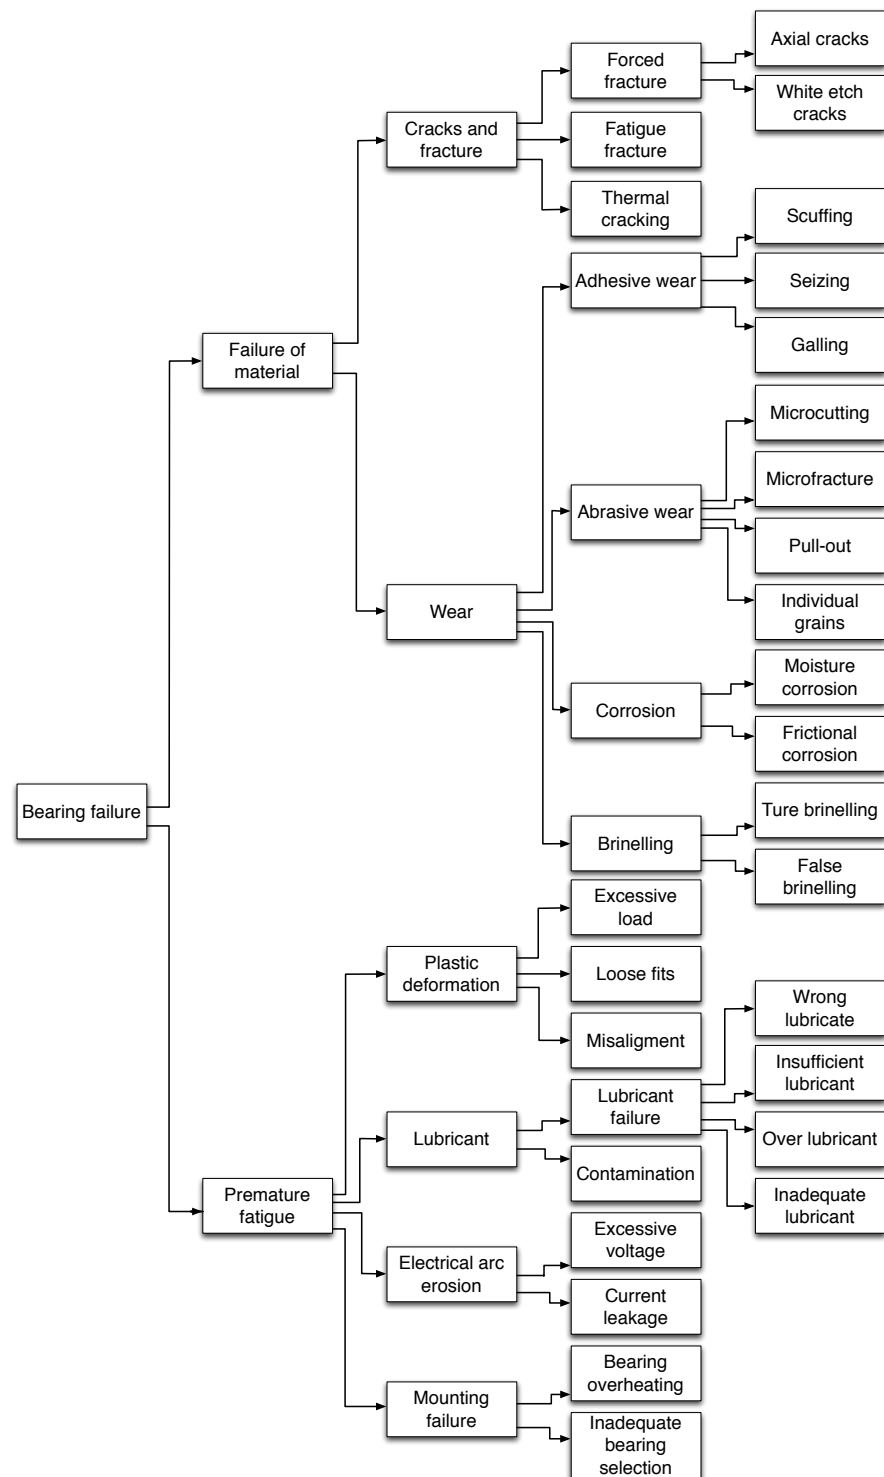 Axial cracks
Forced
fracture
White etch
cracks
Cracks and
fracture
Fatigue
fracture
Thermal
cracking
Scuffing
Adhesive wear
Seizing
Galling
Failure of
material
Microcutting
Microfracture
Abrasive wear
Pull-out
Individual
grains
Wear
Moisture
corrosion
Corrosion
Frictional
corrosion
Bearing failure
Ture brinelling
Brinelling
False
brinelling
Excessive
load
Plastic
deformation
Loose fits
Wrong
lubricate
Misaligment
Insufficient
lubricant
Lubricant
failure
Lubricant
Over lubricant
Contamination
Inadequate
lubricant
Premature
fatigue
Excessive
voltage
Electrical arc
erosion
Current
leakage
Bearing
overheating
Mounting
failure
Inadequate
bearing
selection